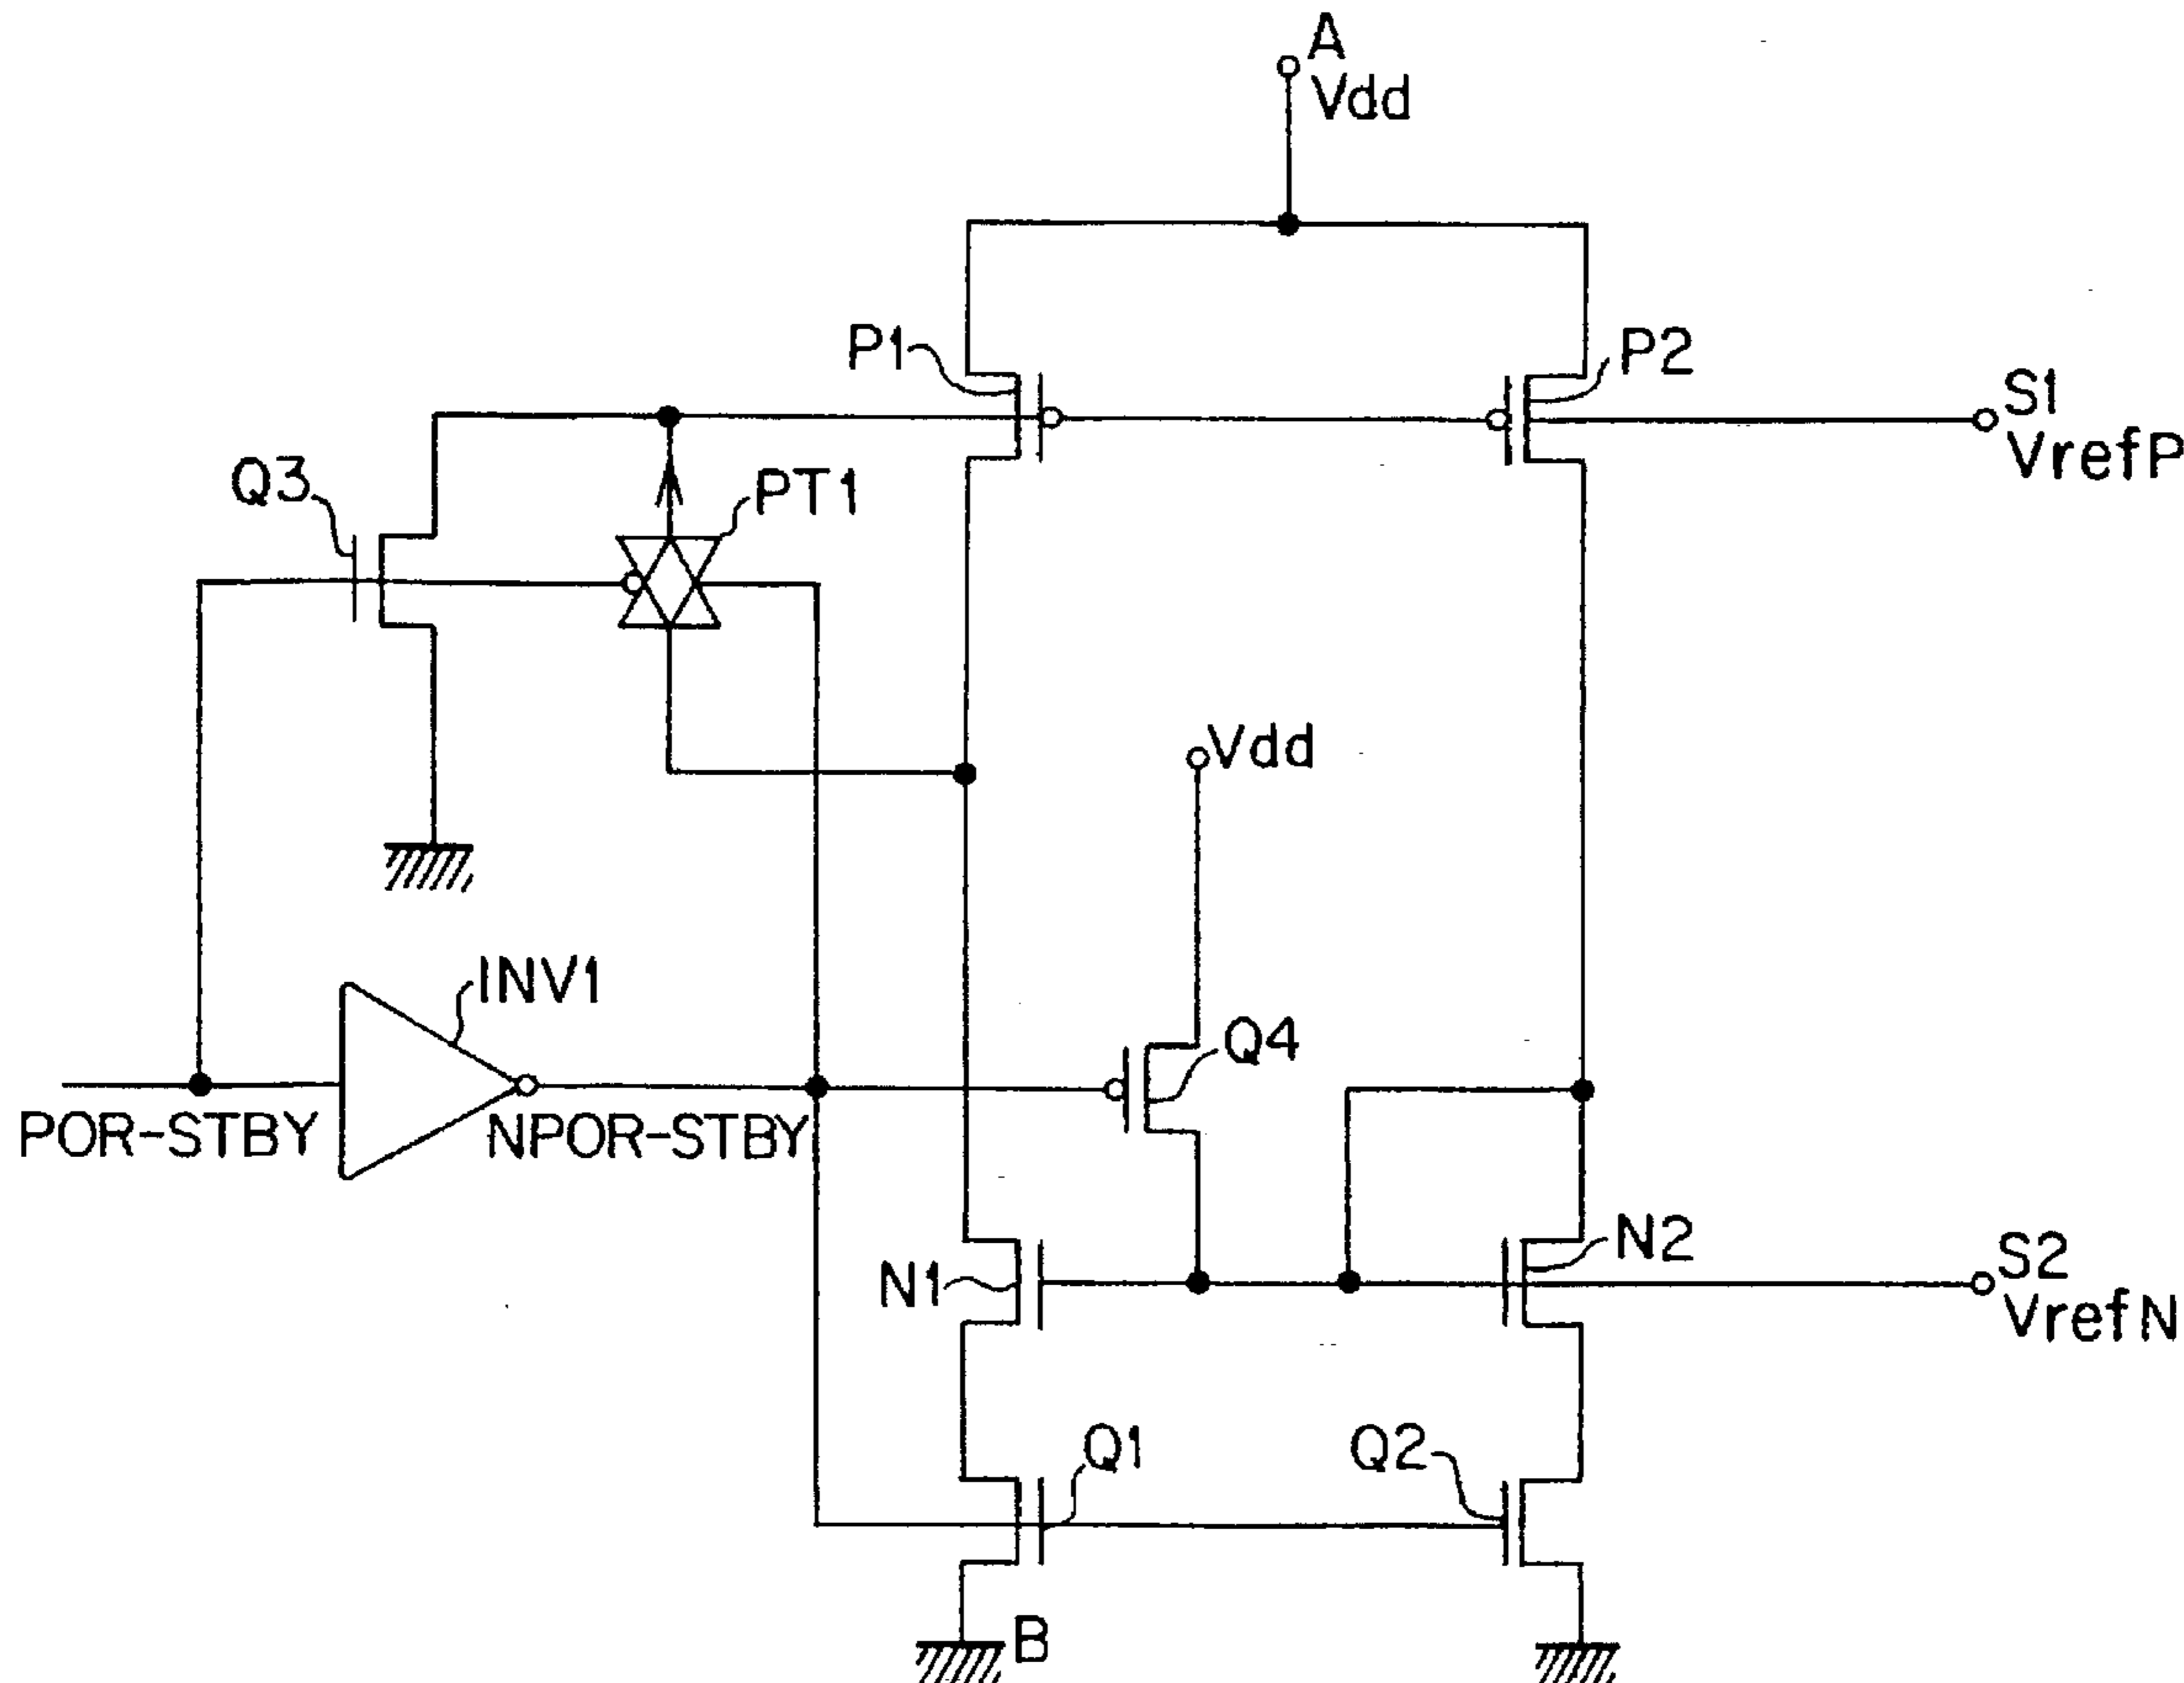 A
Vdd
P1
P2
S1
VrefP
Q3
PT1
Vdd
INV1
Q4
POR-STBY
NPOR-STBY
N1
N2
S2
VrefN
Q1
Q2
B